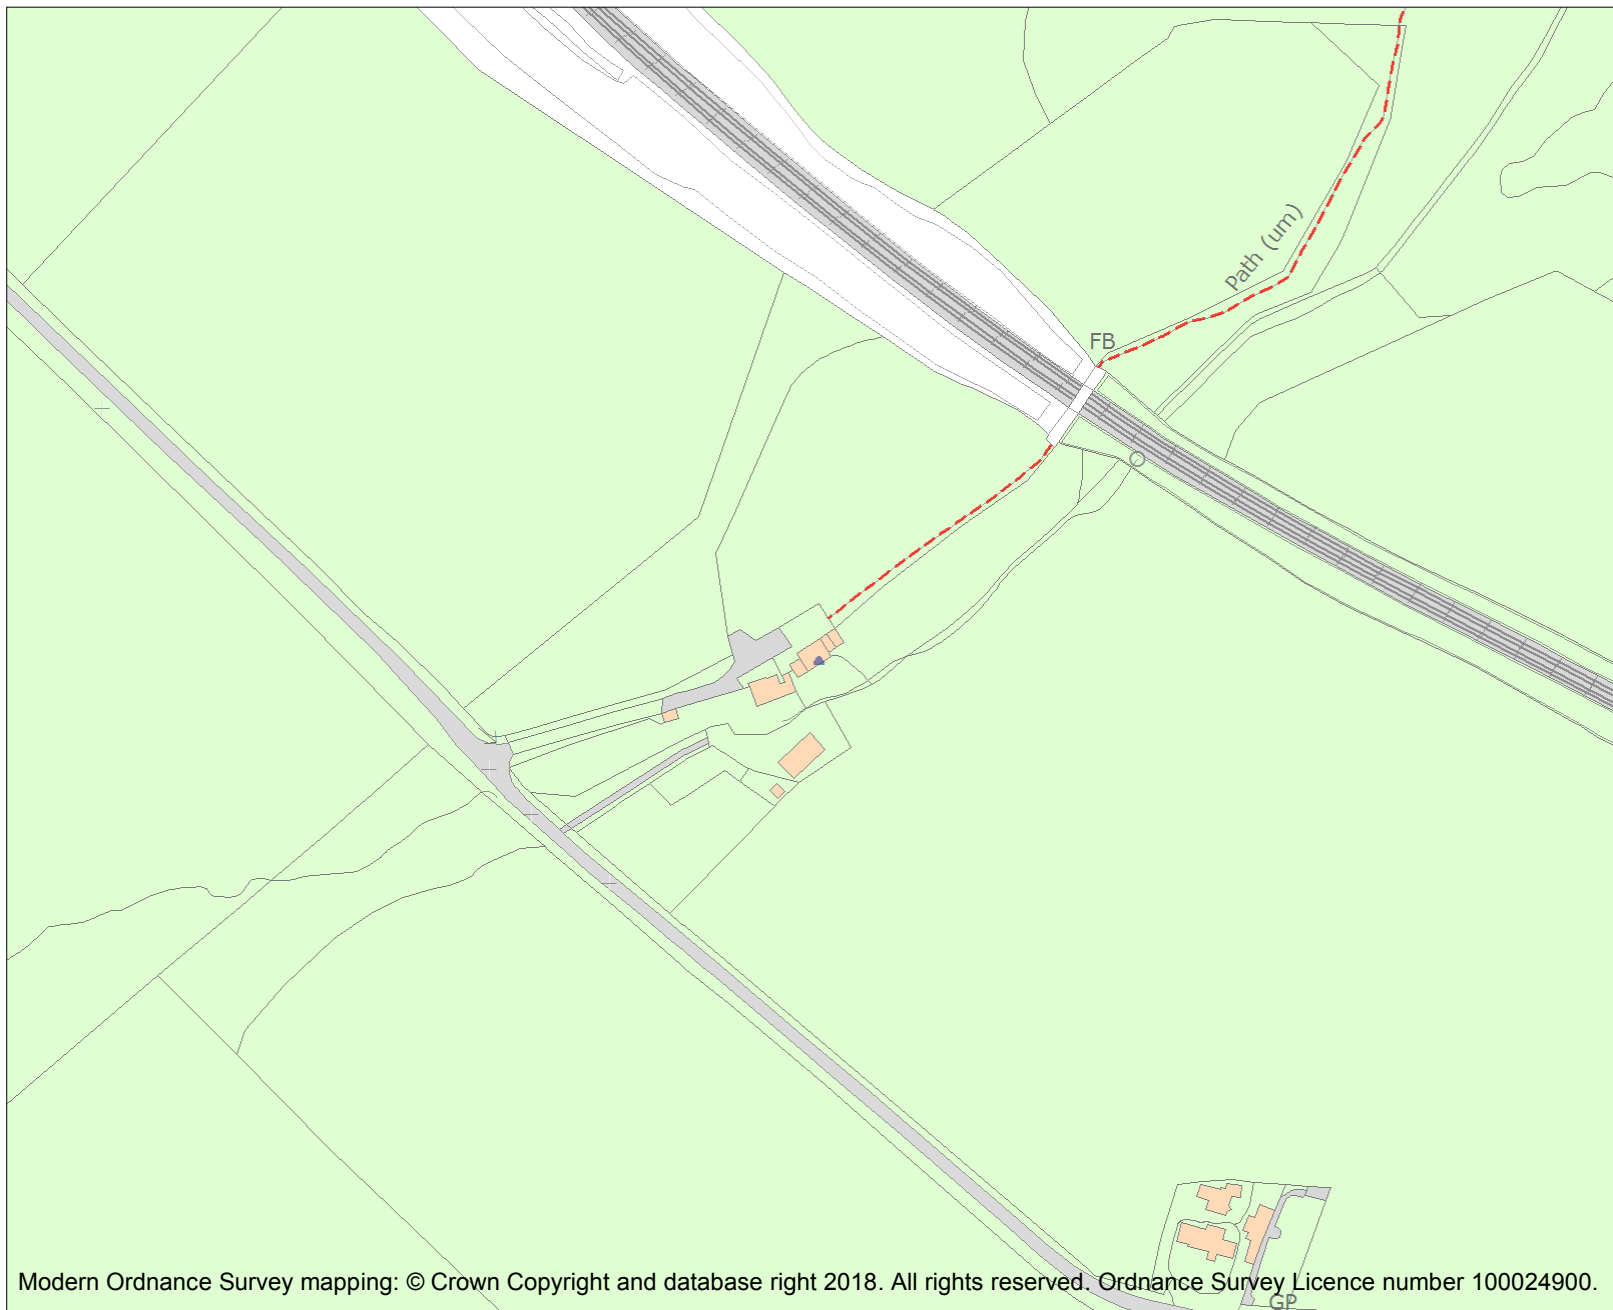 Path (um)
FB
Modern Ordnance Survey mapping: © Crown Copyright and database right 2018. All rights reserved. Ordnance Survey Licence number 100024900.
GP